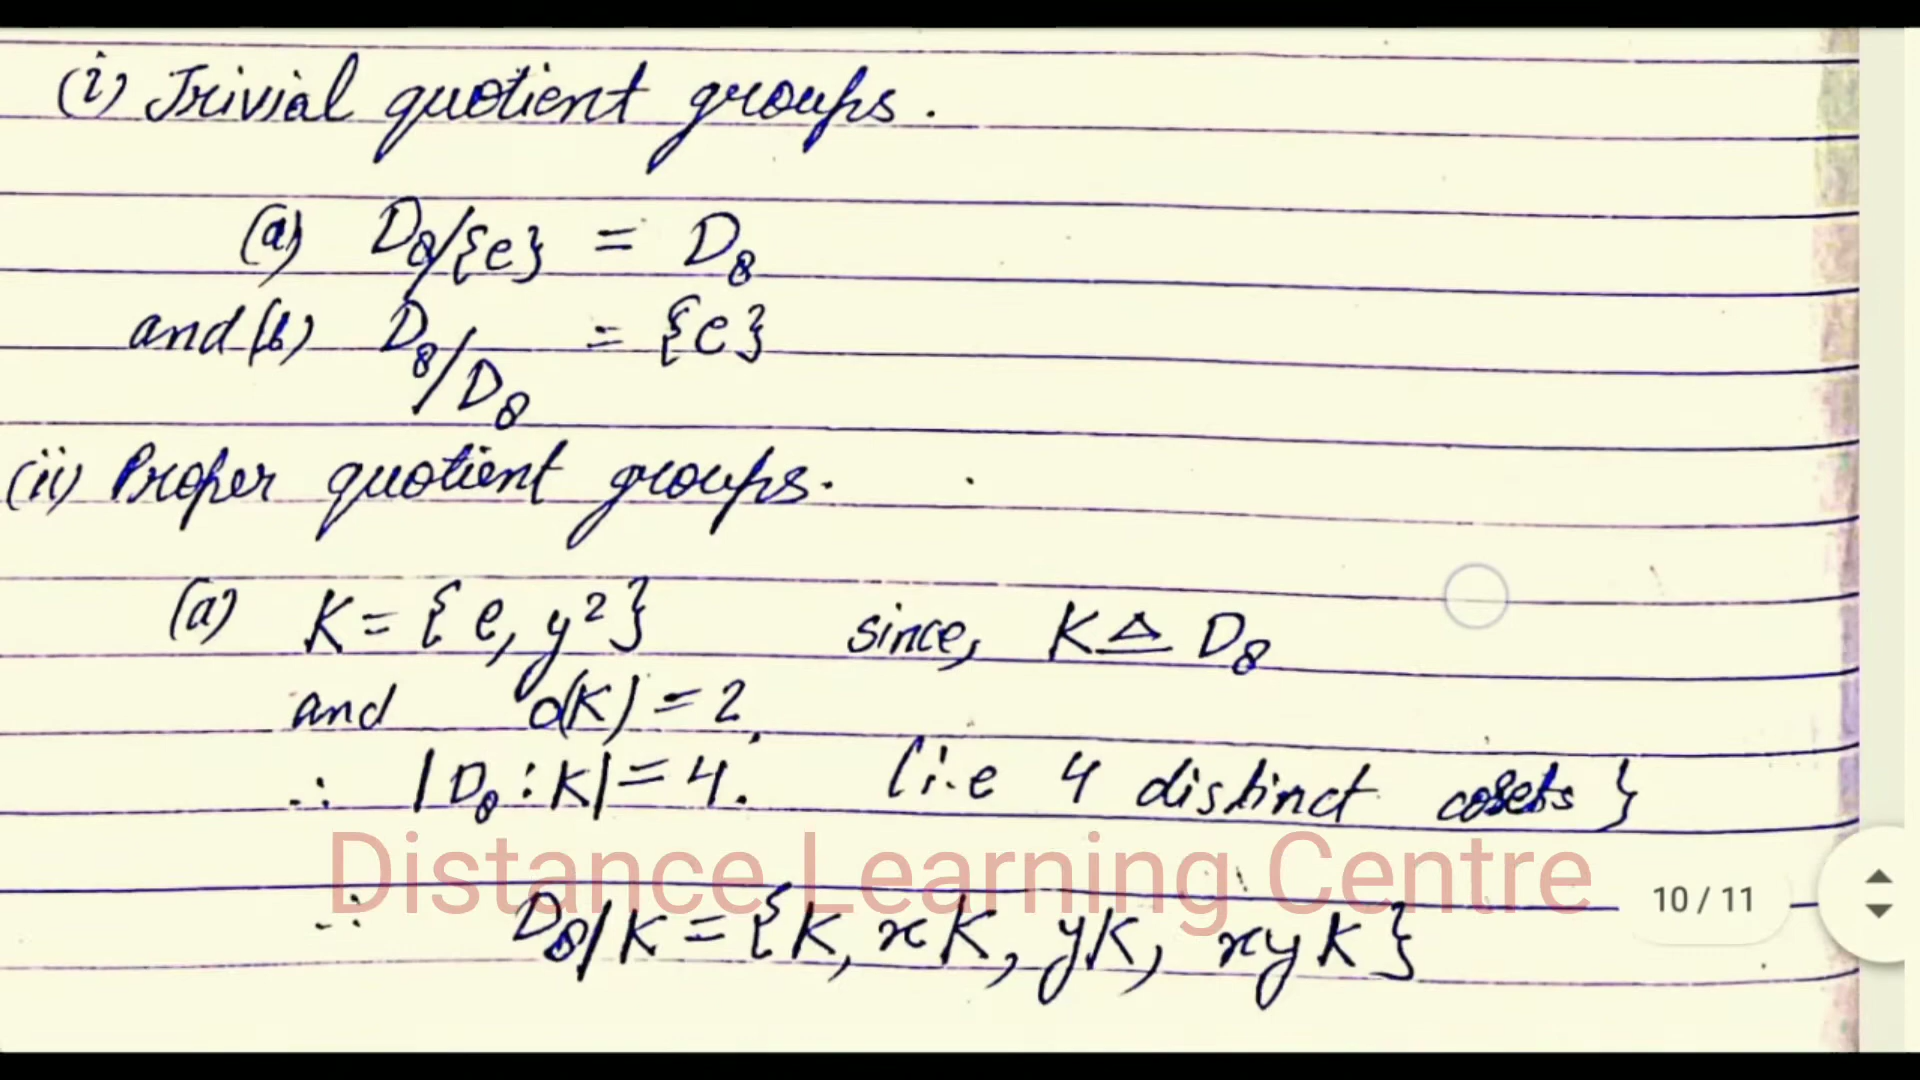 (i) Trivial quotient groups.
(a) D₈/{e} = D₈
and (b) D₈/D₈ = {e}
(ii) Proper quotient groups.
(a) K = {e, y²} since, K ⊴ D₈
and o(K) = 2.
∴ |D₈ : K| = 4. (i.e 4 distinct cosets}
Distance Learning Centre
∴ D₈/K = {K, xK, yK, xyK}
10 / 11